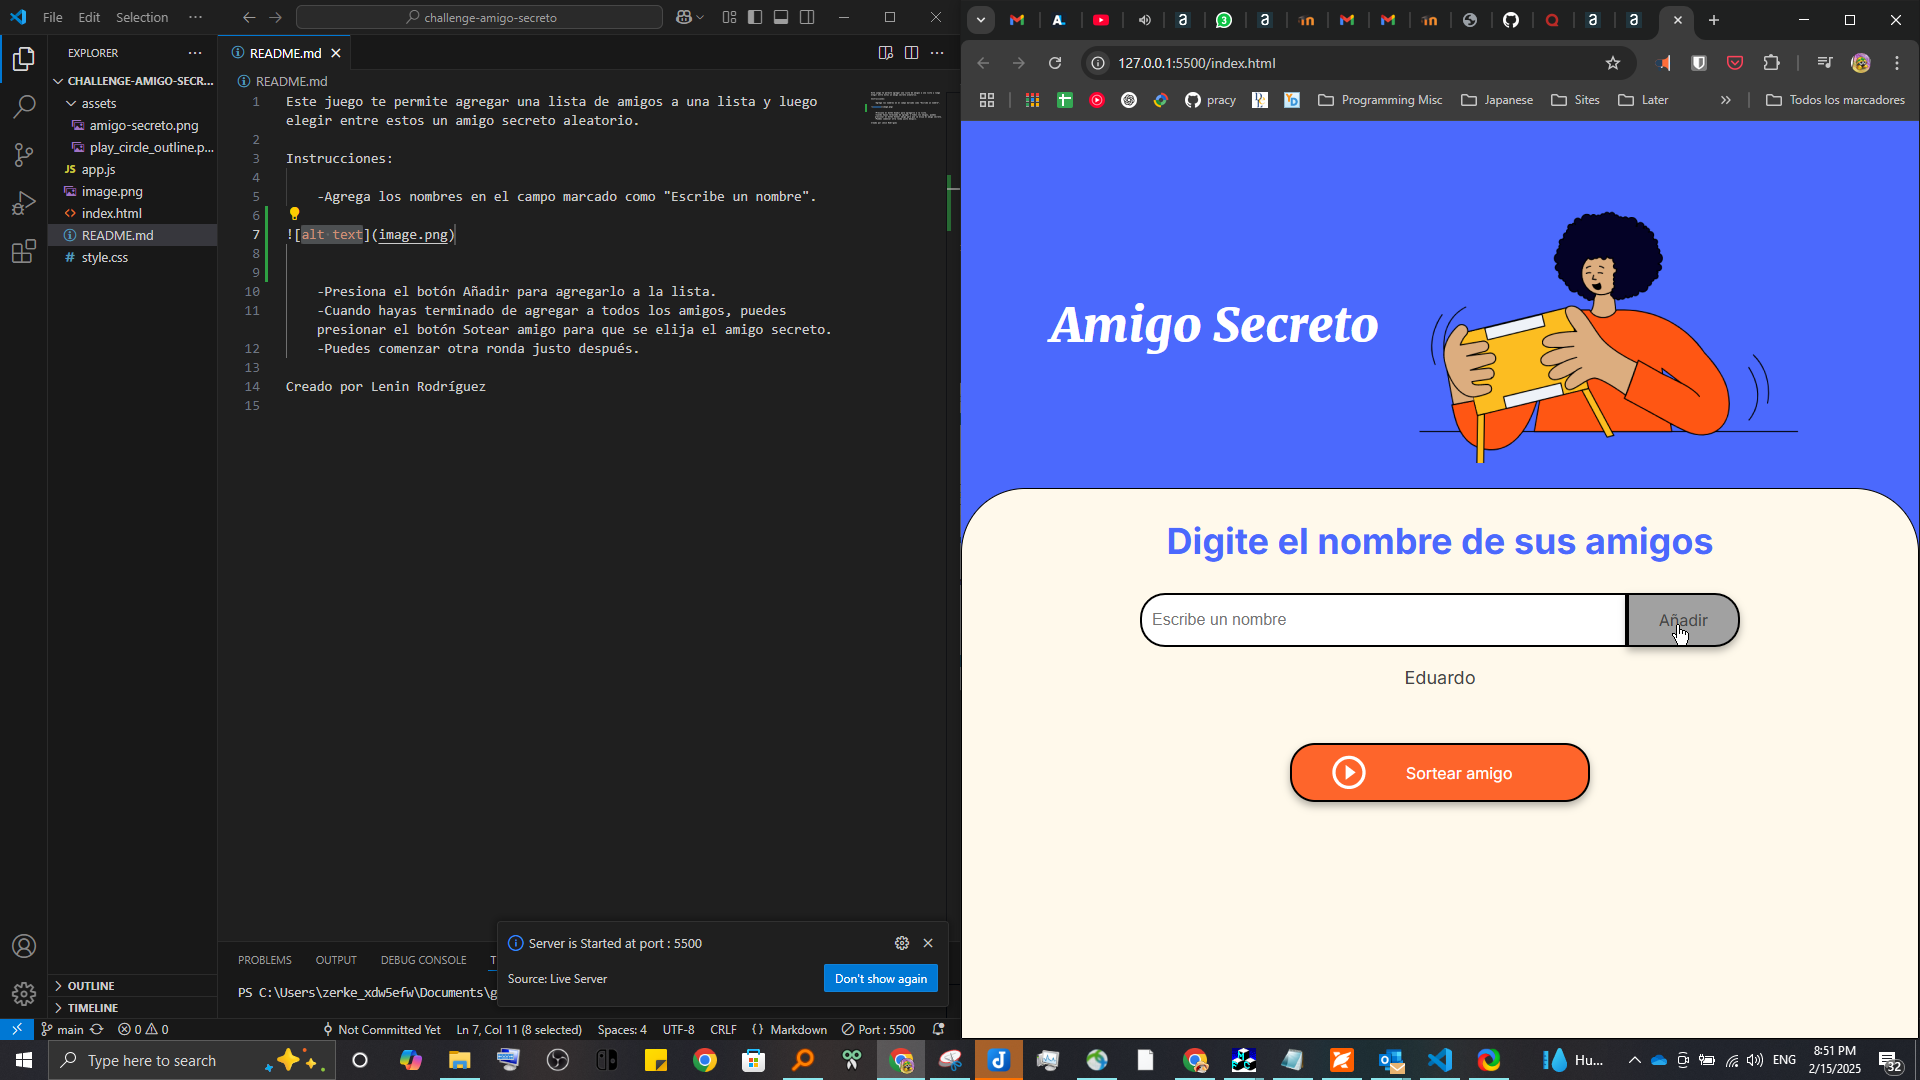 File Edit Selection ···
challenge-amigo-secreto
EXPLORER
CHALLENGE-AMIGO-SECR...
assets
amigo-secreto.png
play_circle_outline.p...
JS app.js
image.png
<> index.html
README.md
# style.css
OUTLINE
TIMELINE
README.md
README.md
1 Este juego te permite agregar una lista de amigos a una lista y luego
elegir entre estos un amigo secreto aleatorio.
2
3 Instrucciones:
4
5 -Agrega los nombres en el campo marcado como "Escribe un nombre".
6
7 ![alt text](image.png)
8
9
10 -Presiona el botón Añadir para agregarlo a la lista.
11 -Cuando hayas terminado de agregar a todos los amigos, puedes
presionar el botón Sotear amigo para que se elija el amigo secreto.
12 -Puedes comenzar otra ronda justo después.
13
14 Creado por Lenin Rodríguez
15
PROBLEMS OUTPUT DEBUG CONSOLE T
PS C:\Users\zerke_xdw5efw\Documents\g
Server is Started at port : 5500
Source: Live Server
Don't show again
main 0 0 Not Committed Yet Ln 7, Col 11 (8 selected) Spaces: 4 UTF-8 CRLF {} Markdown Port : 5500
127.0.0.1:5500/index.html
pracy Programming Misc Japanese Sites Later » Todos los marcadores
Amigo Secreto
Digite el nombre de sus amigos
Escribe un nombre
Añadir
Eduardo
Sortear amigo
Type here to search
Hu...
ENG
8:51 PM
2/15/2025
32